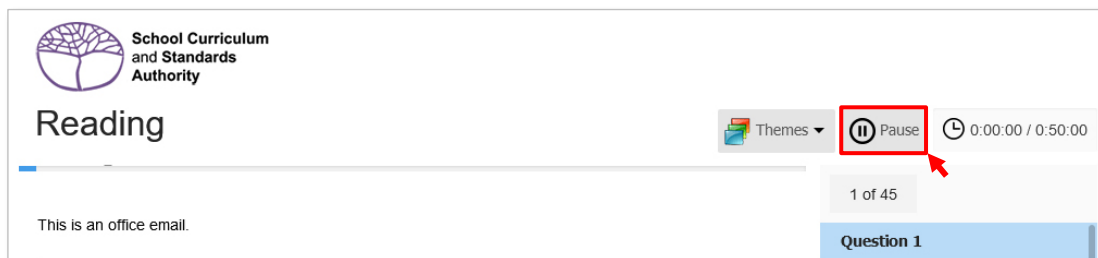 School Curriculum
and Standards
Authority
Reading
Themes
Pause
0:00:00 / 0:50:00
1 of 45
This is an office email.
Question 1